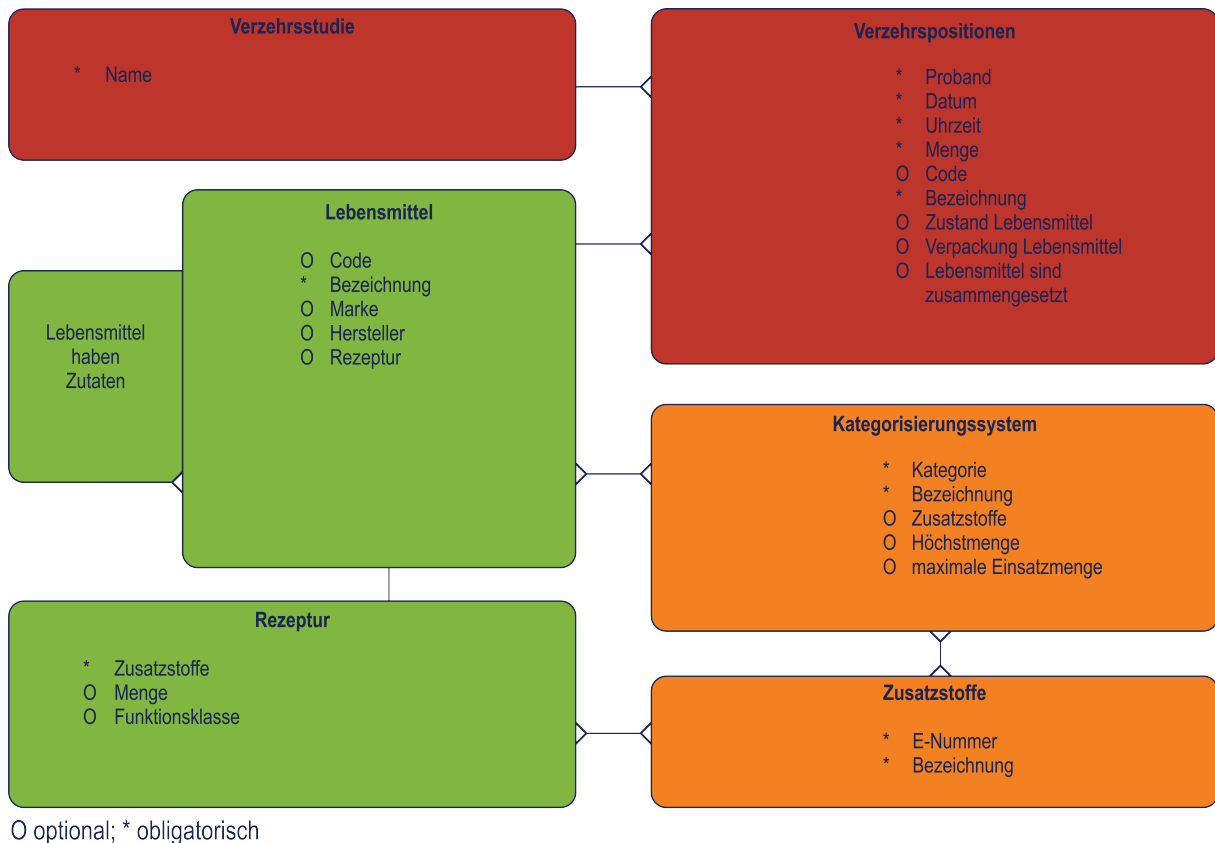 Verzehrsstudie
* Name
Verzehrspositionen
* Proband
* Datum
* Uhrzeit
* Menge
O Code
* Bezeichnung
O Zustand Lebensmittel
O Verpackung Lebensmittel
O Lebensmittel sind
zusammengesetzt
Lebensmittel
O Code
* Bezeichnung
O Marke
O Hersteller
O Rezeptur
Lebensmittel
haben
Zutaten
Kategorisierungssystem
* Kategorie
* Bezeichnung
O Zusatzstoffe
O Höchstmenge
O maximale Einsatzmenge
Rezeptur
* Zusatzstoffe
O Menge
O Funktionsklasse
Zusatzstoffe
* E-Nummer
* Bezeichnung
O optional; * obligatorisch